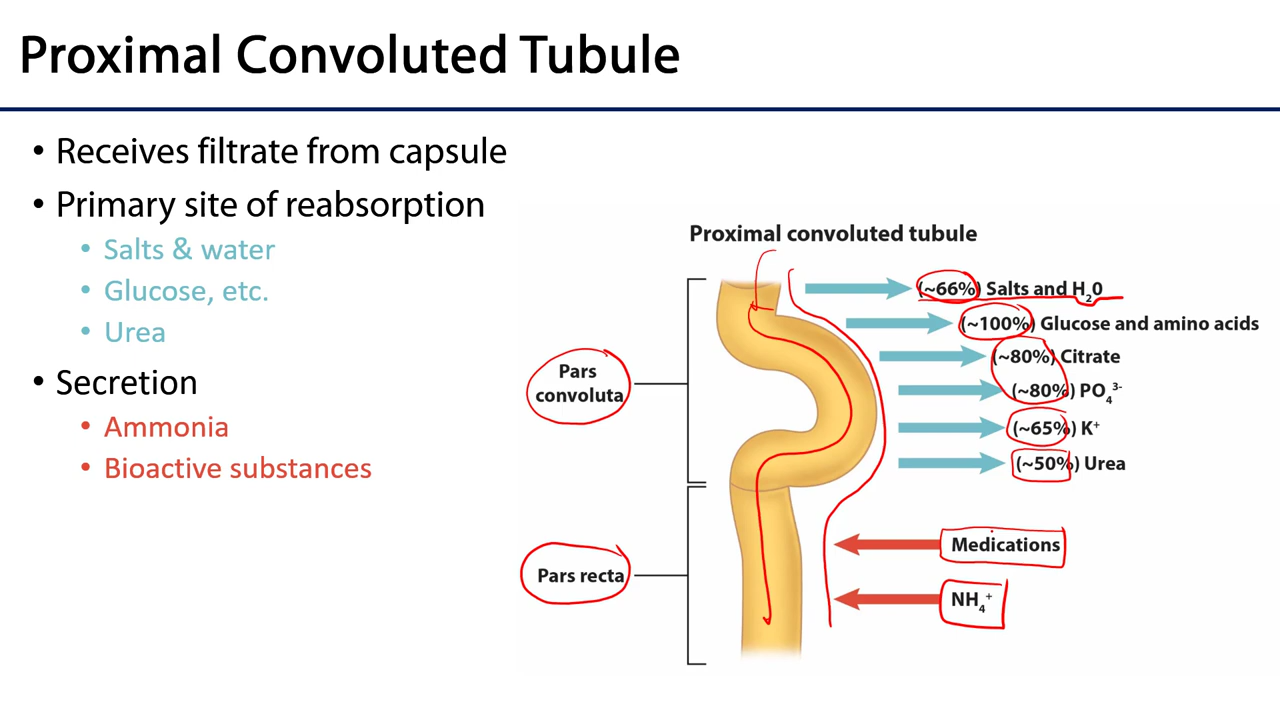 Proximal Convoluted Tubule
• Receives filtrate from capsule
• Primary site of reabsorption
• Salts & water
• Glucose, etc.
• Urea
• Secretion
• Ammonia
• Bioactive substances
Proximal convoluted tubule
(~66%) Salts and H₂0
(~100%) Glucose and amino acids
(~80%) Citrate
(~80%) PO₄³⁻
(~65%) K⁺
(~50%) Urea
Pars
convoluta
Medications
Pars recta
NH₄⁺